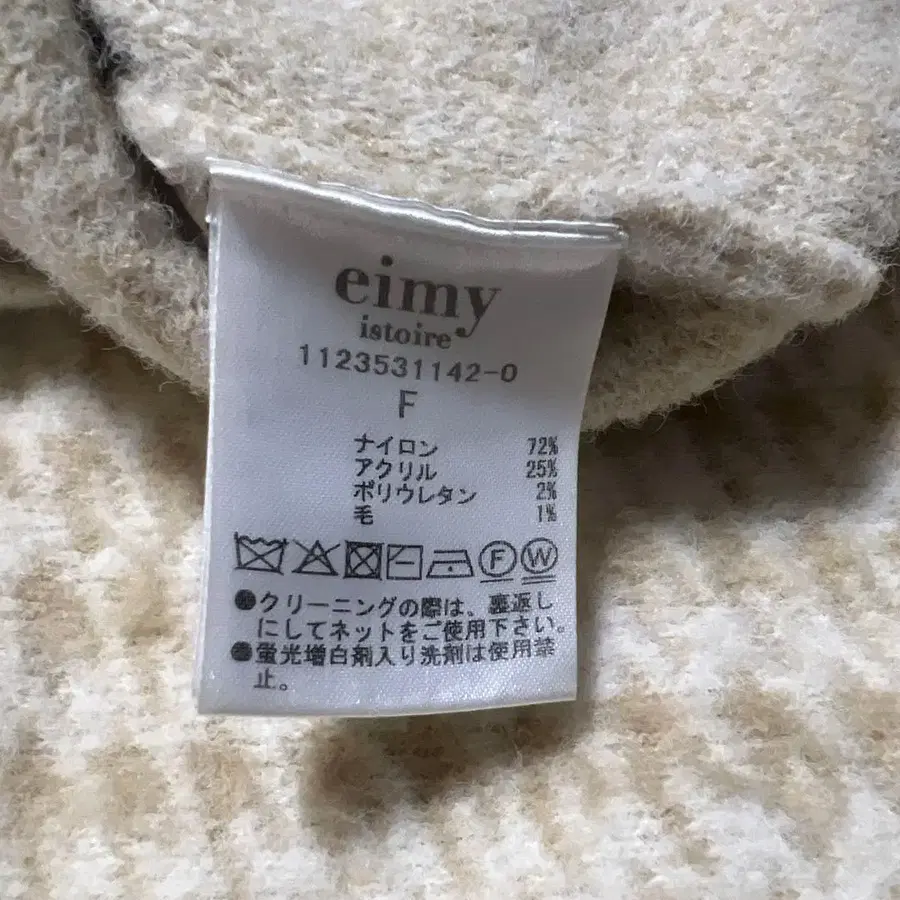 eimy
istoire
1123531142-0
F
ナイロン 72%
アクリル 25%
ポリウレタン 2%
毛 1%
F W
●クリーニングの際は、裏返し
にしてネットをご使用下さい。
●蛍光増白剤入り洗剤は使用禁
止。